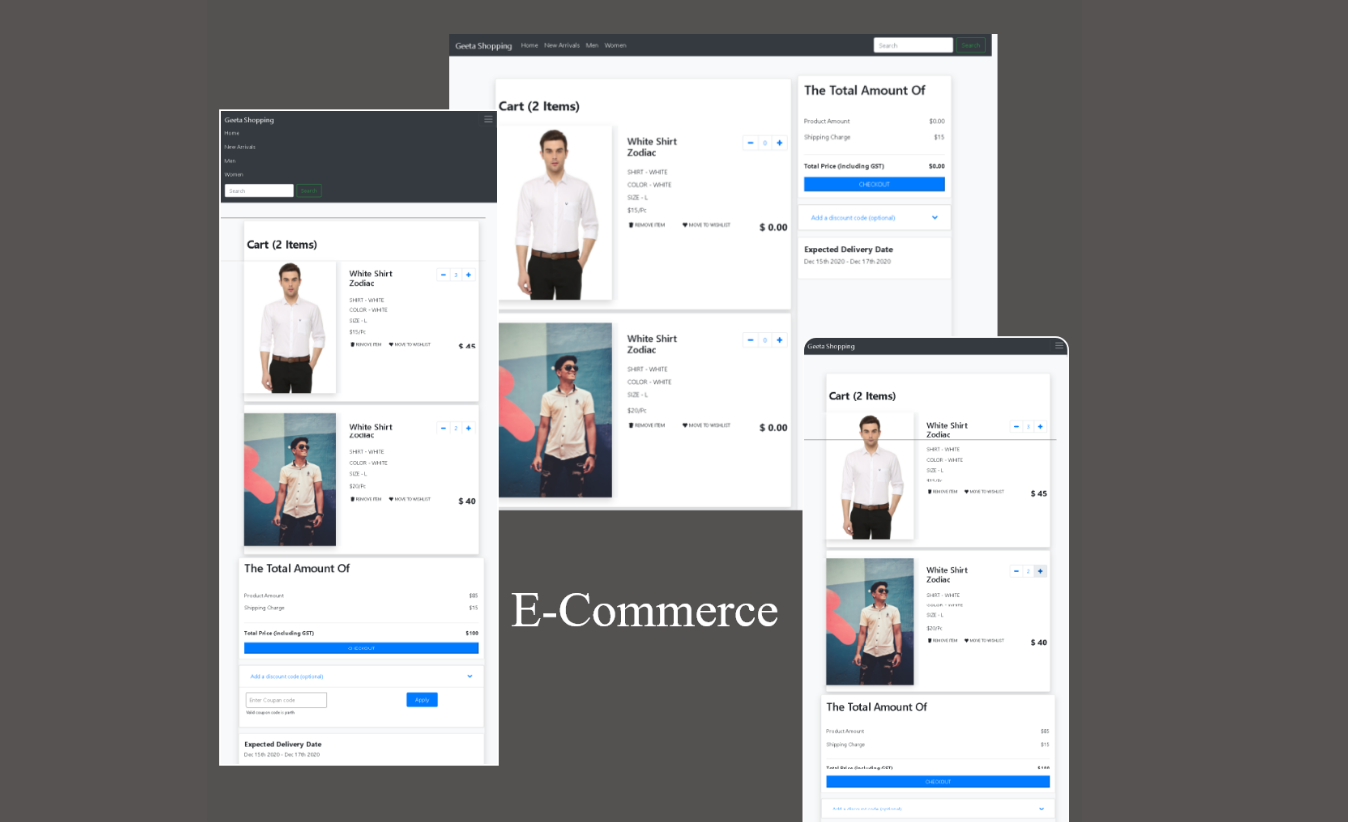 Geeta Shopping Home New Arrivals Men Women Search Search
Cart (2 Items)
White Shirt
Zodiac
- 0 +
SHIRT - WHITE
COLOR - WHITE
SIZE - L
$15/Pc
REMOVE ITEM MOVE TO WISHLIST $ 0.00
White Shirt
Zodiac
- 0 +
SHIRT - WHITE
COLOR - WHITE
SIZE - L
$20/Pc
REMOVE ITEM MOVE TO WISHLIST $ 0.00
The Total Amount Of
Product Amount $0.00
Shipping Charge $15
Total Price (Including GST) $0.00
CHECKOUT
Add a discount code (optional)
Expected Delivery Date
Dec 15th 2020 - Dec 17th 2020
Geeta Shopping
Home
New Arrivals
Men
Women
Search Search
Cart (2 Items)
White Shirt
Zodiac
- 3 +
SHIRT - WHITE
COLOR - WHITE
SIZE - L
$15/Pc
REMOVE ITEM MOVE TO WISHLIST $ 45
White Shirt
Zodiac
- 2 +
SHIRT - WHITE
COLOR - WHITE
SIZE - L
$20/Pc
REMOVE ITEM MOVE TO WISHLIST $ 40
The Total Amount Of
Product Amount $85
Shipping Charge $15
Total Price (Including GST) $100
CHECKOUT
Add a discount code (optional)
Enter Coupon code Apply
Expected Delivery Date
Dec 15th 2020 - Dec 17th 2020
E-Commerce
Geeta Shopping
Cart (2 Items)
White Shirt
Zodiac
- 3 +
SHIRT - WHITE
COLOR - WHITE
SIZE - L
$15/Pc
REMOVE ITEM MOVE TO WISHLIST $ 45
White Shirt
Zodiac
- 2 +
SHIRT - WHITE
COLOR - WHITE
SIZE - L
$20/Pc
REMOVE ITEM MOVE TO WISHLIST $ 40
The Total Amount Of
Product Amount $85
Shipping Charge $15
Total Price (Including GST) $100
CHECKOUT
Add a discount code (optional)